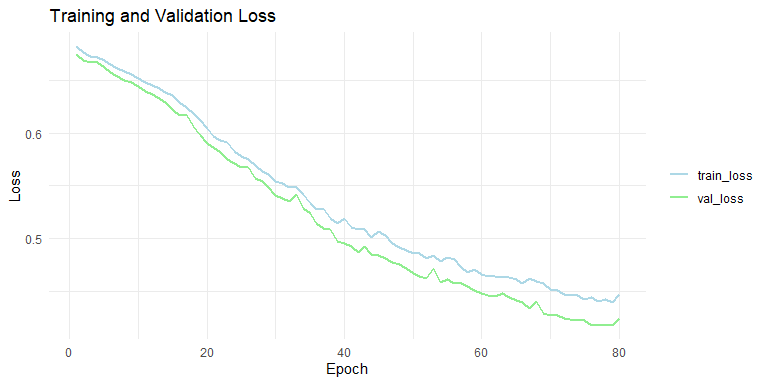 Training and Validation Loss
0.6
0.5
Loss
0 20 40 60 80
Epoch
train_loss
val_loss